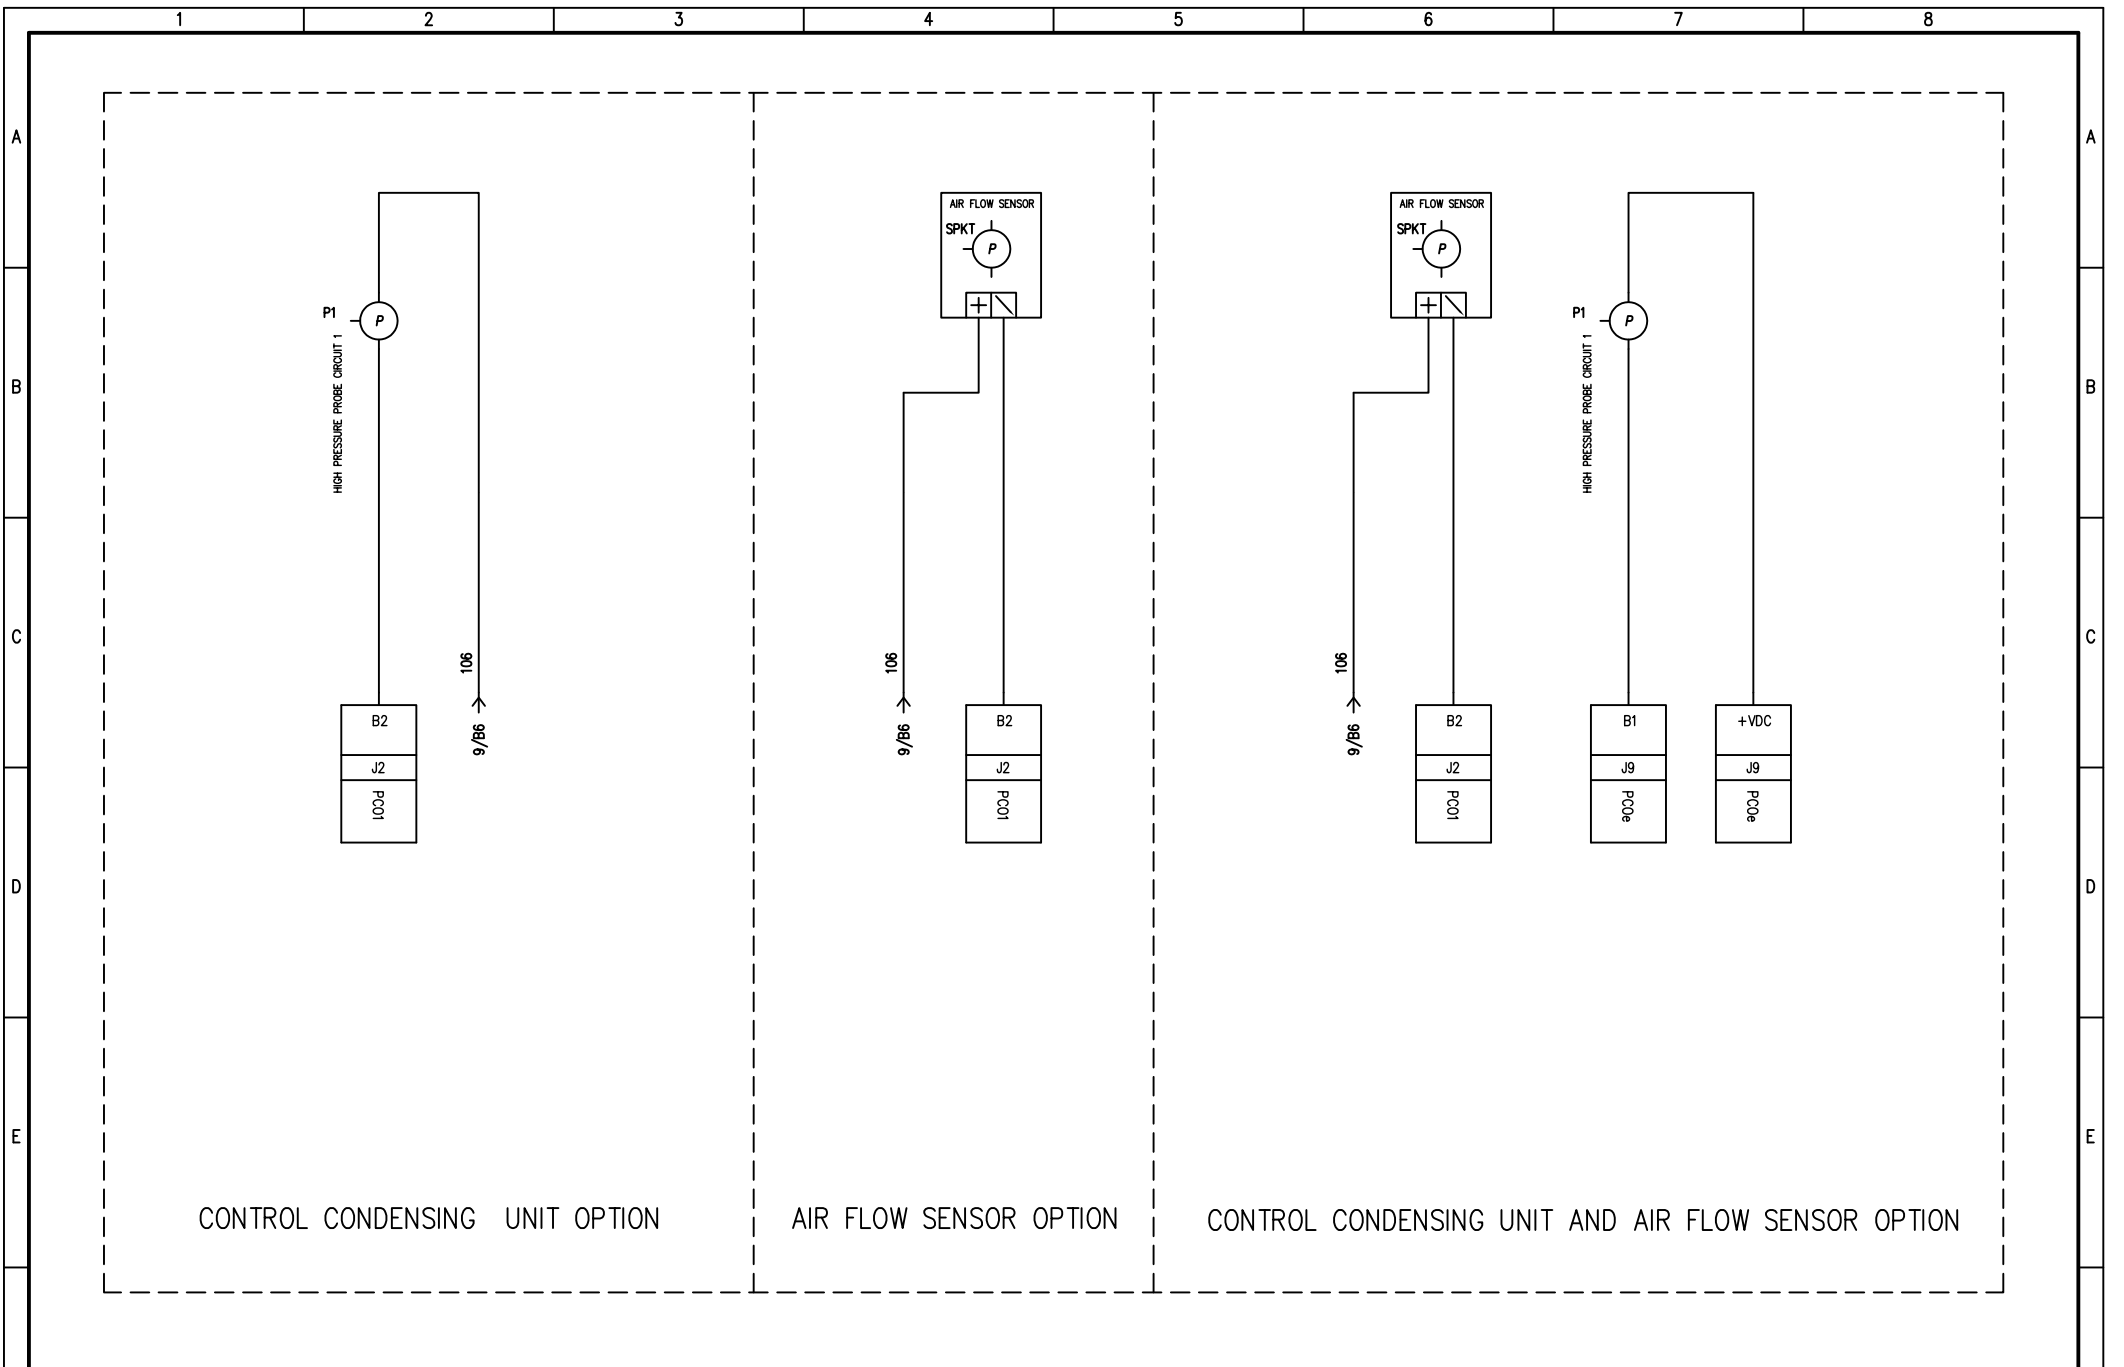 1 2 3 4 5 6 7 8
A A
AIR FLOW SENSOR
SPKT
P
AIR FLOW SENSOR
SPKT
P
P1
P
HIGH PRESSURE PROBE CIRCUIT 1
+ \
+ \
P1
P
HIGH PRESSURE PROBE CIRCUIT 1
B B
C C
106
106
106
B2
9/B6
9/B6
B2
9/B6
B2
B1
+VDC
J2
J2
J2
J9
J9
PCO1
PCO1
PCO1
PCOe
PCOe
D D
E E
CONTROL CONDENSING UNIT OPTION
AIR FLOW SENSOR OPTION
CONTROL CONDENSING UNIT AND AIR FLOW SENSOR OPTION